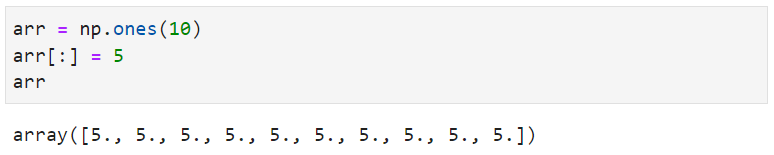 arr = np.ones(10)
arr[:] = 5
arr
array([5., 5., 5., 5., 5., 5., 5., 5., 5., 5.])